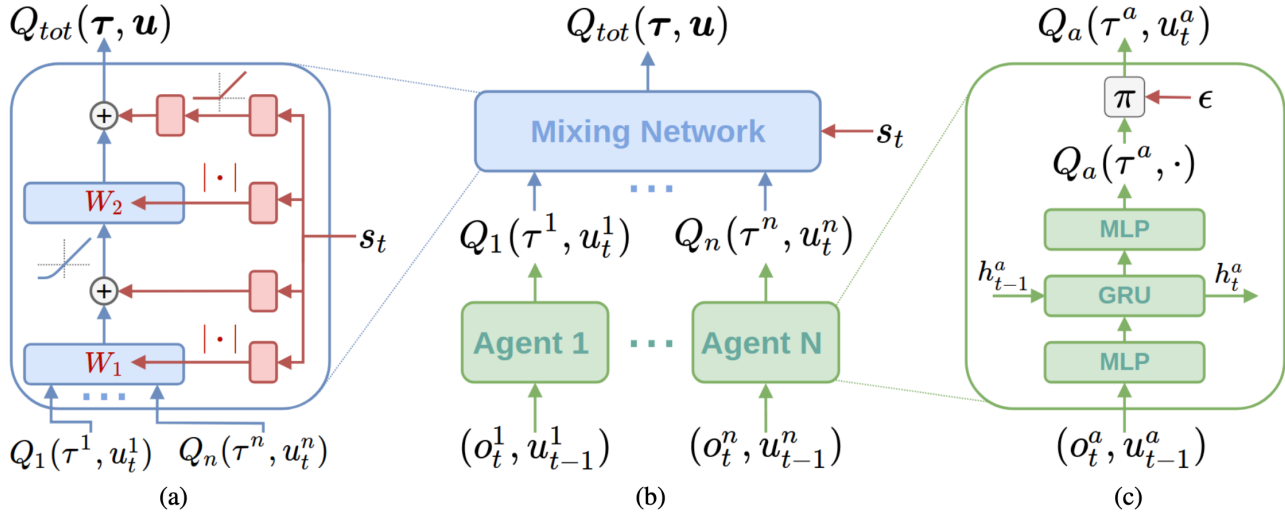 Q_{tot}(τ, u)
W_2
|·|
s_t
W_1
|·|
Q_1(τ^1, u_t^1)
Q_n(τ^n, u_t^n)
(a)
Q_{tot}(τ, u)
Mixing Network
s_t
Q_1(τ^1, u_t^1)
Q_n(τ^n, u_t^n)
Agent 1
Agent N
(o_t^1, u_{t-1}^1)
(o_t^n, u_{t-1}^n)
(b)
Q_a(τ^a, u_t^a)
π
ϵ
Q_a(τ^a, ·)
MLP
h_{t-1}^a
GRU
h_t^a
MLP
(o_t^a, u_{t-1}^a)
(c)